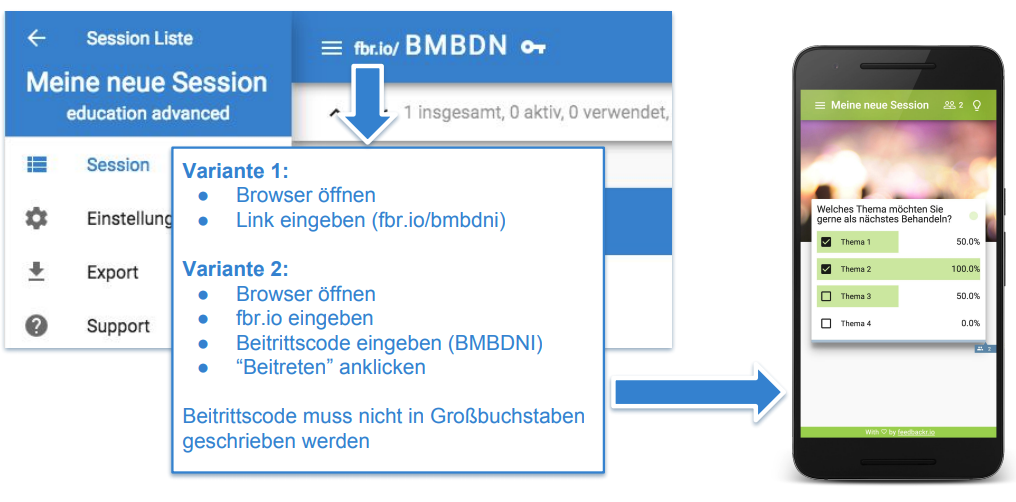 Session Liste
Meine neue Session
education advanced
Session
Einstellung
Export
Support
fbr.io/ BMBDN
1 insgesamt, 0 aktiv, 0 verwendet,
Variante 1:
● Browser öffnen
● Link eingeben (fbr.io/bmbdni)
Variante 2:
● Browser öffnen
● fbr.io eingeben
● Beitrittscode eingeben (BMBDNI)
● “Beitreten” anklicken
Beitrittscode muss nicht in Großbuchstaben
geschrieben werden
Meine neue Session 2
Welches Thema möchten Sie
gerne als nächstes Behandeln?
Thema 1 50.0%
Thema 2 100.0%
Thema 3 50.0%
Thema 4 0.0%
2
With ♡ by feedbackr.io